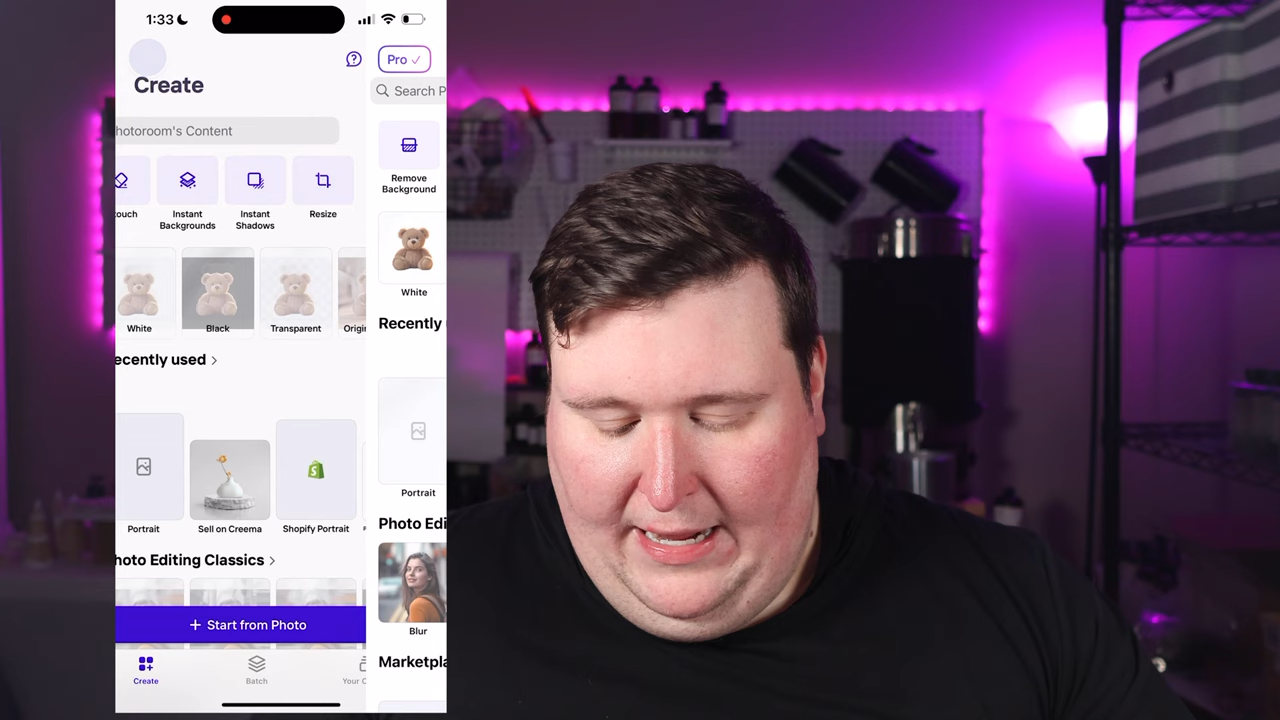 1:33
Pro ✓
Create
Search P
hotoroom's Content
Remove
Background
ouch
Instant
Backgrounds
Instant
Shadows
Resize
White
Black
Transparent
Origin
White
Recently
ecently used >
Portrait
Sell on Creema
Shopify Portrait
Portrait
Photo Edi
hoto Editing Classics >
+ Start from Photo
Blur
Create
Batch
Your C
Marketpla